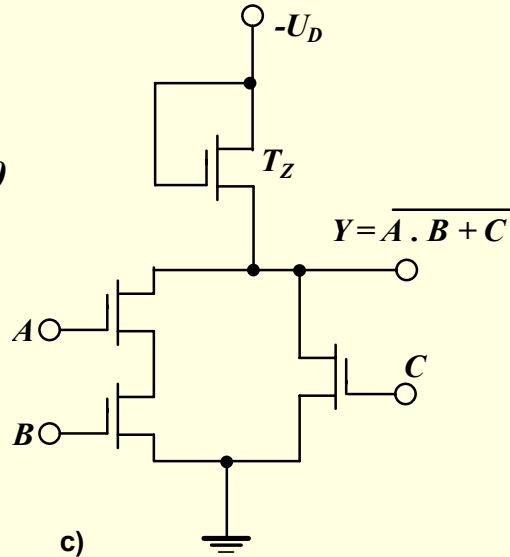 -U_D
)
T_Z
Y = \overline{A . B + C}
A
C
B
c)